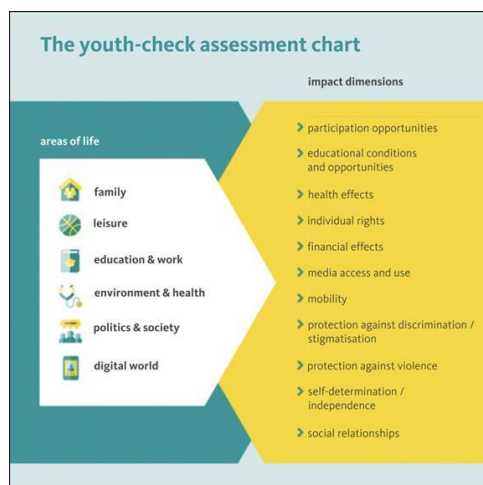 The youth-check assessment chart
impact dimensions
areas of life
family
leisure
education & work
environment & health
politics & society
digital world
participation opportunities
educational conditions
and opportunities
health effects
individual rights
financial effects
media access and use
mobility
protection against discrimination /
stigmatisation
protection against violence
self-determination /
independence
social relationships